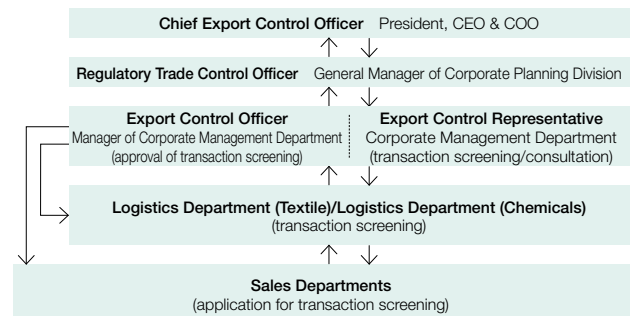 Chief Export Control Officer President, CEO & COO
Regulatory Trade Control Officer General Manager of Corporate Planning Division
Export Control Officer
Manager of Corporate Management Department
(approval of transaction screening)
Export Control Representative
Corporate Management Department
(transaction screening/consultation)
Logistics Department (Textile)/Logistics Department (Chemicals)
(transaction screening)
Sales Departments
(application for transaction screening)